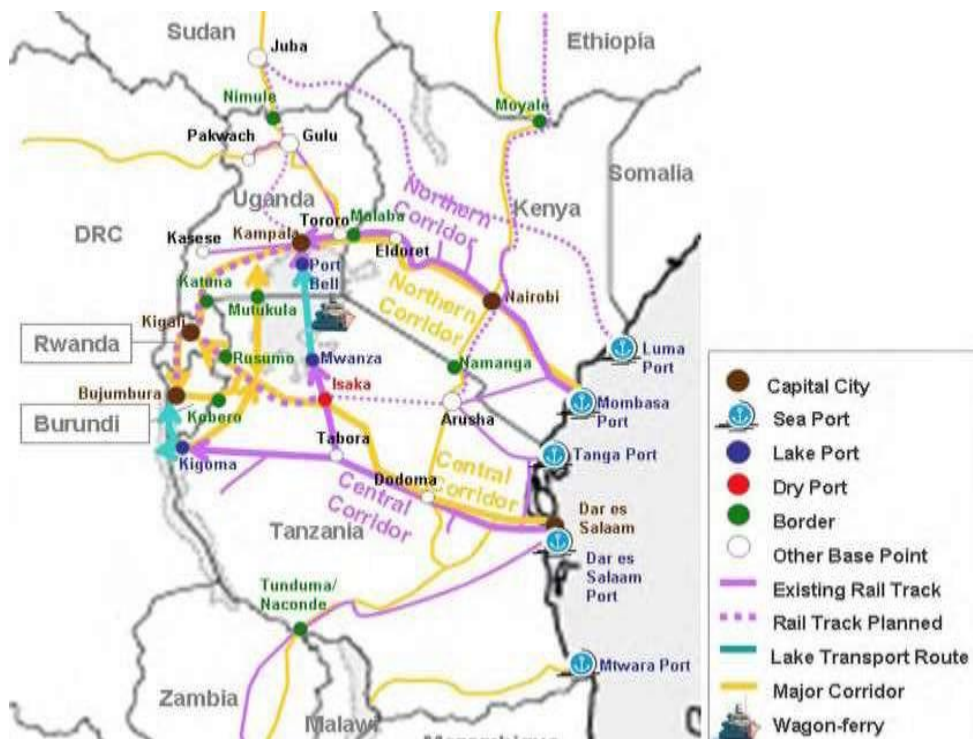 Sudan
Juba
Ethiopia
Nimule
Moyale
Pakwach
Gulu
Somalia
Uganda
Northern
Corridor
Kenya
DRC
Kasese
Kampala
Tororo
Malaba
Eldoret
Port
Bell
Northern
Corridor
Katuna
Mutukula
Nairobi
Kigali
Rwanda
Rusumo
Mwanza
Namanga
Luma
Port
Isaka
Bujumbura
Burundi
Kobero
Arusha
Mombasa
Port
Tabora
Kigoma
Tanga Port
Dodoma
Central
Corridor
Central
Corridor
Tanzania
Dar es
Salaam
Dar es
Salaam
Port
Tunduma/
Naconde
Mtwara Port
Zambia
Malawi
Capital City
Sea Port
Lake Port
Dry Port
Border
Other Base Point
Existing Rail Track
Rail Track Planned
Lake Transport Route
Major Corridor
Wagon-ferry